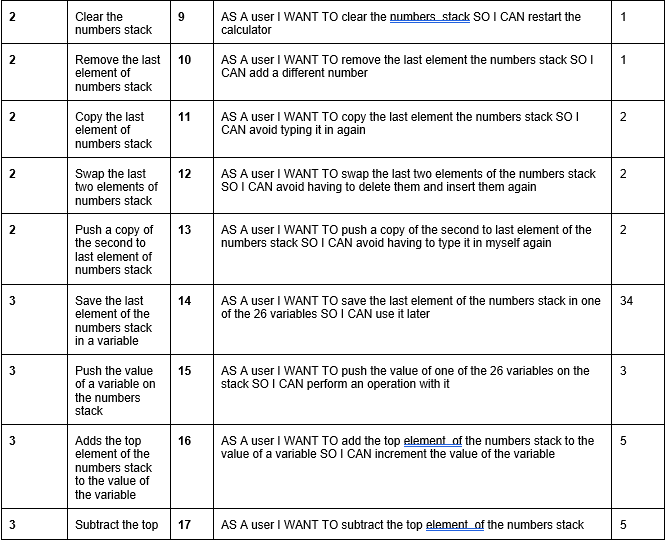 2 Clear the 9 AS A user I WANT TO clear the numbers stack SO I CAN restart the 1
numbers stack calculator
2 Remove the last 10 AS A user I WANT TO remove the last element the numbers stack SO I 1
element of CAN add a different number
numbers stack
2 Copy the last 11 AS A user I WANT TO copy the last element the numbers stack SO I 2
element of CAN avoid typing it in again
numbers stack
2 Swap the last 12 AS A user I WANT TO swap the last two elements of the numbers stack 2
two elements of SO I CAN avoid having to delete them and insert them again
numbers stack
2 Push a copy of 13 AS A user I WANT TO push a copy of the second to last element of the 2
the second to numbers stack SO I CAN avoid having to type it in myself again
last element of
numbers stack
3 Save the last 14 AS A user I WANT TO save the last element of the numbers stack in one 34
element of the of the 26 variables SO I CAN use it later
numbers stack
in a variable
3 Push the value 15 AS A user I WANT TO push the value of one of the 26 variables on the 3
of a variable on stack SO I CAN perform an operation with it
the numbers
stack
3 Adds the top 16 AS A user I WANT TO add the top element of the numbers stack to the 5
element of the value of a variable SO I CAN increment the value of the variable
numbers stack
to the value of
the variable
3 Subtract the top 17 AS A user I WANT TO subtract the top element of the numbers stack 5